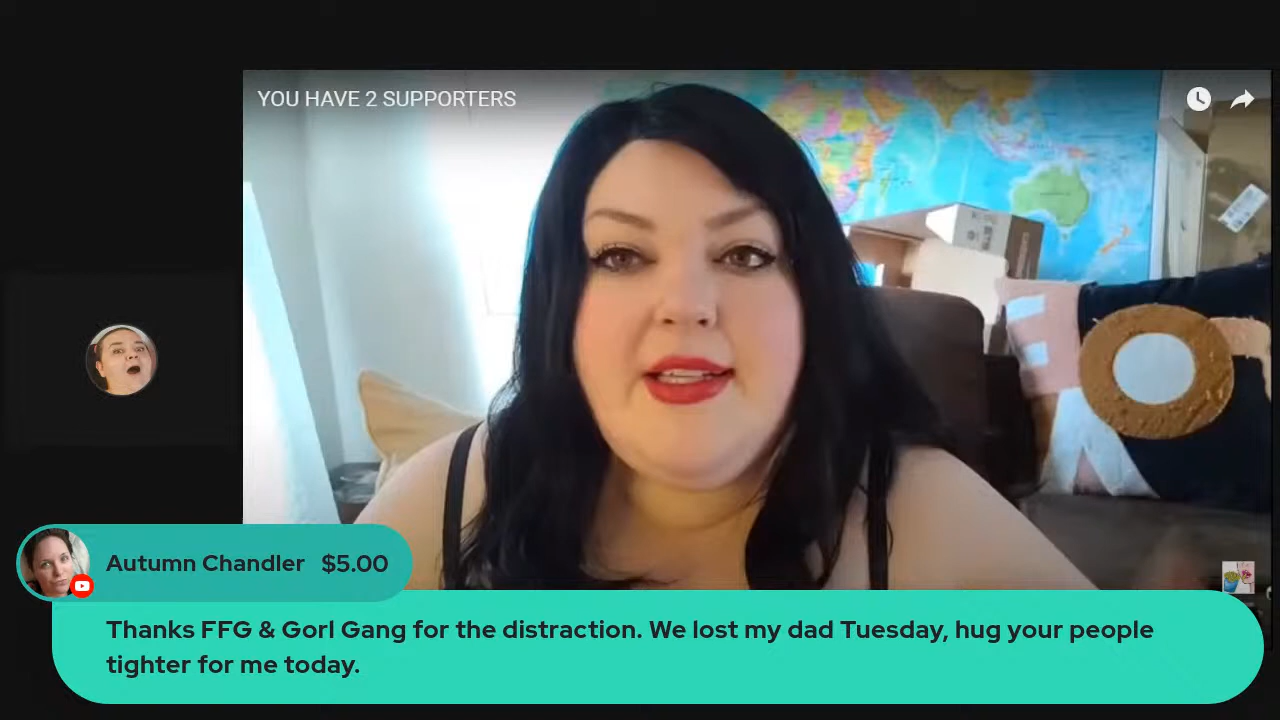 YOU HAVE 2 SUPPORTERS
Autumn Chandler $5.00
Thanks FFG & Gorl Gang for the distraction. We lost my dad Tuesday, hug your people
tighter for me today.